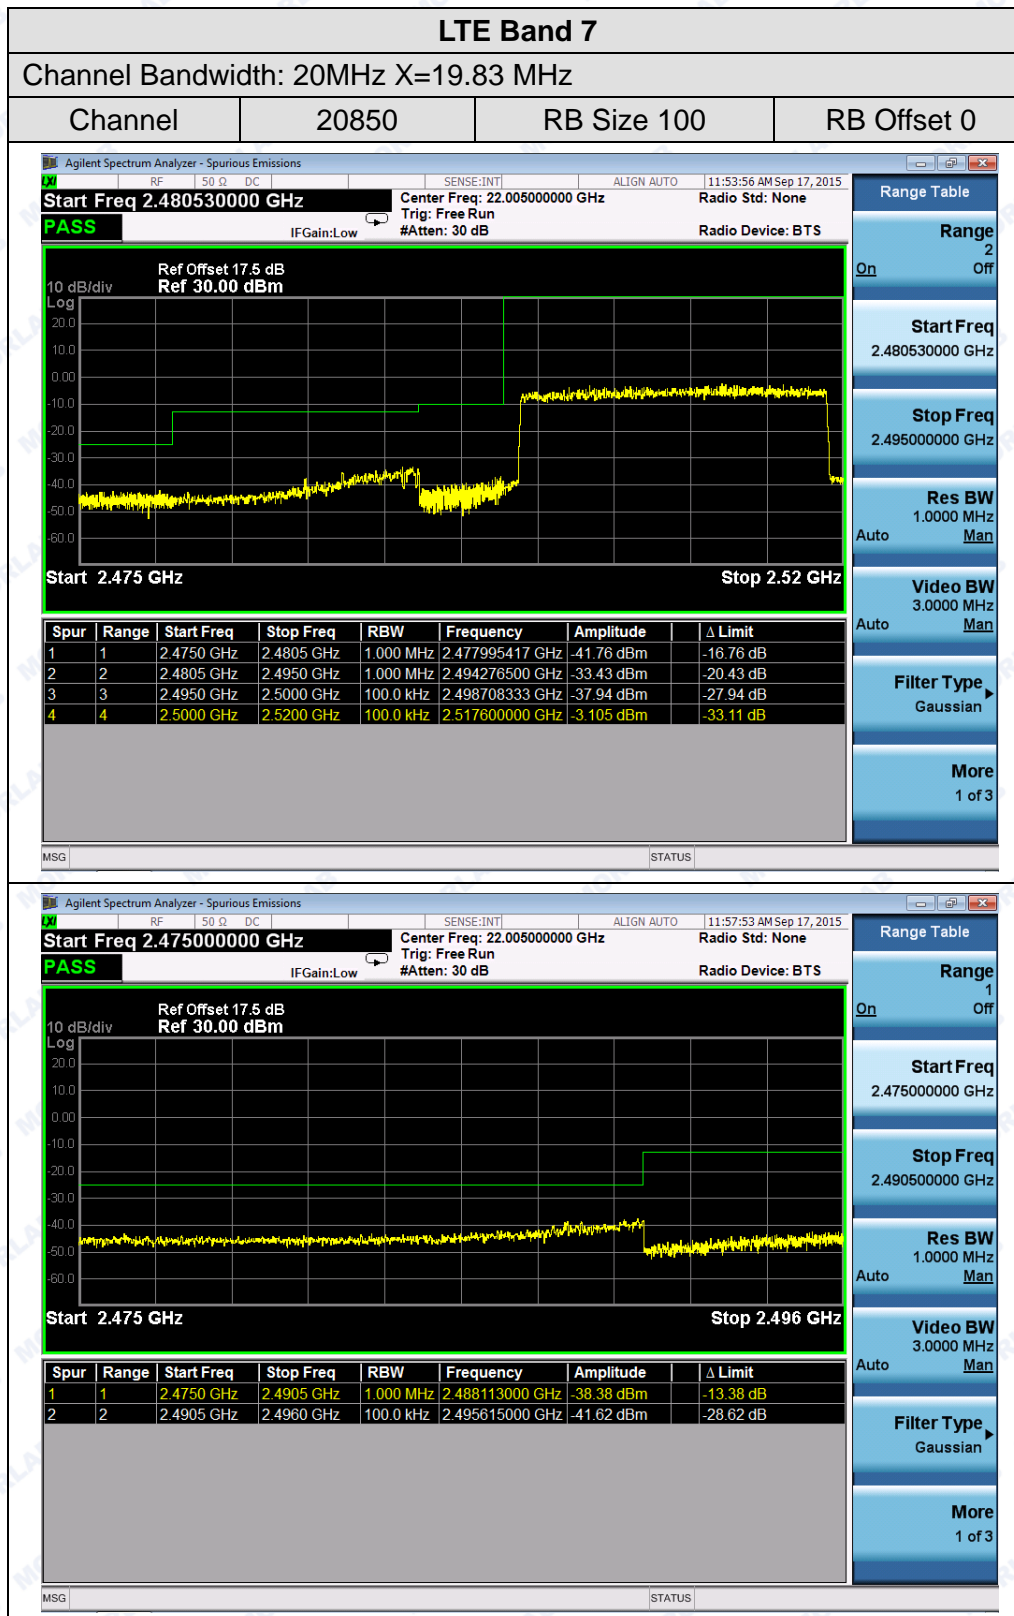 LTE Band 7
Channel Bandwidth: 20MHz X=19.83 MHz
Channel 20850 RB Size 100 RB Offset 0
Agilent Spectrum Analyzer - Spurious Emissions
LXI RF 50 Ω DC SENSE:INT ALIGN AUTO 11:53:56 AM Sep 17, 2015
Start Freq 2.480530000 GHz
Center Freq: 22.005000000 GHz
Radio Std: None
Trig: Free Run
PASS
IFGain:Low
#Atten: 30 dB
Radio Device: BTS
Ref Offset 17.5 dB
10 dB/div Ref 30.00 dBm
Log
20.0
10.0
0.00
-10.0
-20.0
-30.0
-40.0
-50.0
-60.0
Start 2.475 GHz Stop 2.52 GHz
Spur Range Start Freq Stop Freq RBW Frequency Amplitude Δ Limit
1 1 2.4750 GHz 2.4805 GHz 1.000 MHz 2.477995417 GHz -41.76 dBm -16.76 dB
2 2 2.4805 GHz 2.4950 GHz 1.000 MHz 2.494276500 GHz -33.43 dBm -20.43 dB
3 3 2.4950 GHz 2.5000 GHz 100.0 kHz 2.498708333 GHz -37.94 dBm -27.94 dB
4 4 2.5000 GHz 2.5200 GHz 100.0 kHz 2.517600000 GHz -3.105 dBm -33.11 dB
MSG STATUS
Range Table
Range
2
On Off
Start Freq
2.480530000 GHz
Stop Freq
2.495000000 GHz
Res BW
1.0000 MHz
Auto Man
Video BW
3.0000 MHz
Auto Man
Filter Type
Gaussian
More
1 of 3
Agilent Spectrum Analyzer - Spurious Emissions
LXI RF 50 Ω DC SENSE:INT ALIGN AUTO 11:57:53 AM Sep 17, 2015
Start Freq 2.475000000 GHz
Center Freq: 22.005000000 GHz
Radio Std: None
Trig: Free Run
PASS
IFGain:Low
#Atten: 30 dB
Radio Device: BTS
Ref Offset 17.5 dB
10 dB/div Ref 30.00 dBm
Log
20.0
10.0
0.00
-10.0
-20.0
-30.0
-40.0
-50.0
-60.0
Start 2.475 GHz Stop 2.496 GHz
Spur Range Start Freq Stop Freq RBW Frequency Amplitude Δ Limit
1 1 2.4750 GHz 2.4905 GHz 1.000 MHz 2.488113000 GHz -38.38 dBm -13.38 dB
2 2 2.4905 GHz 2.4960 GHz 100.0 kHz 2.495615000 GHz -41.62 dBm -28.62 dB
MSG STATUS
Range Table
Range
1
On Off
Start Freq
2.475000000 GHz
Stop Freq
2.490500000 GHz
Res BW
1.0000 MHz
Auto Man
Video BW
3.0000 MHz
Auto Man
Filter Type
Gaussian
More
1 of 3